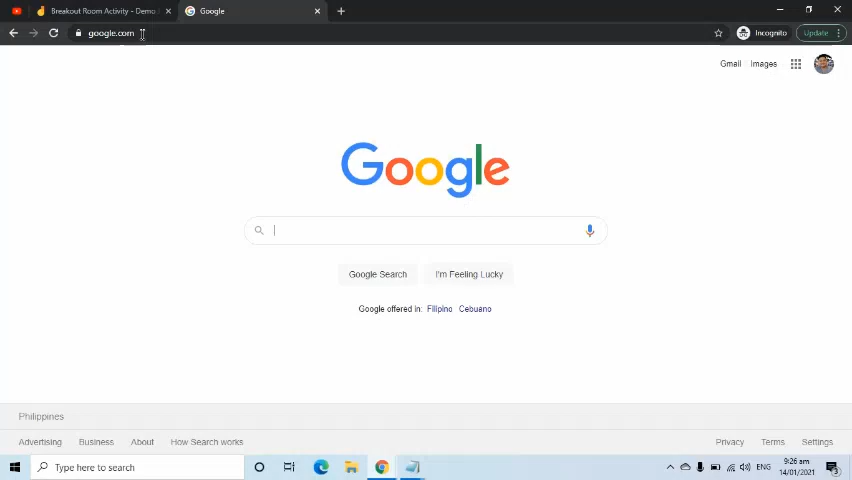 Breakout Room Activity - Demo
Google
google.com
Incognito
Update
Gmail
Images
Google
Google Search
I'm Feeling Lucky
Google offered in: Filipino Cebuano
Philippines
Advertising
Business
About
How Search works
Privacy
Terms
Settings
Type here to search
ENG
9:26 am
14/01/2021
3